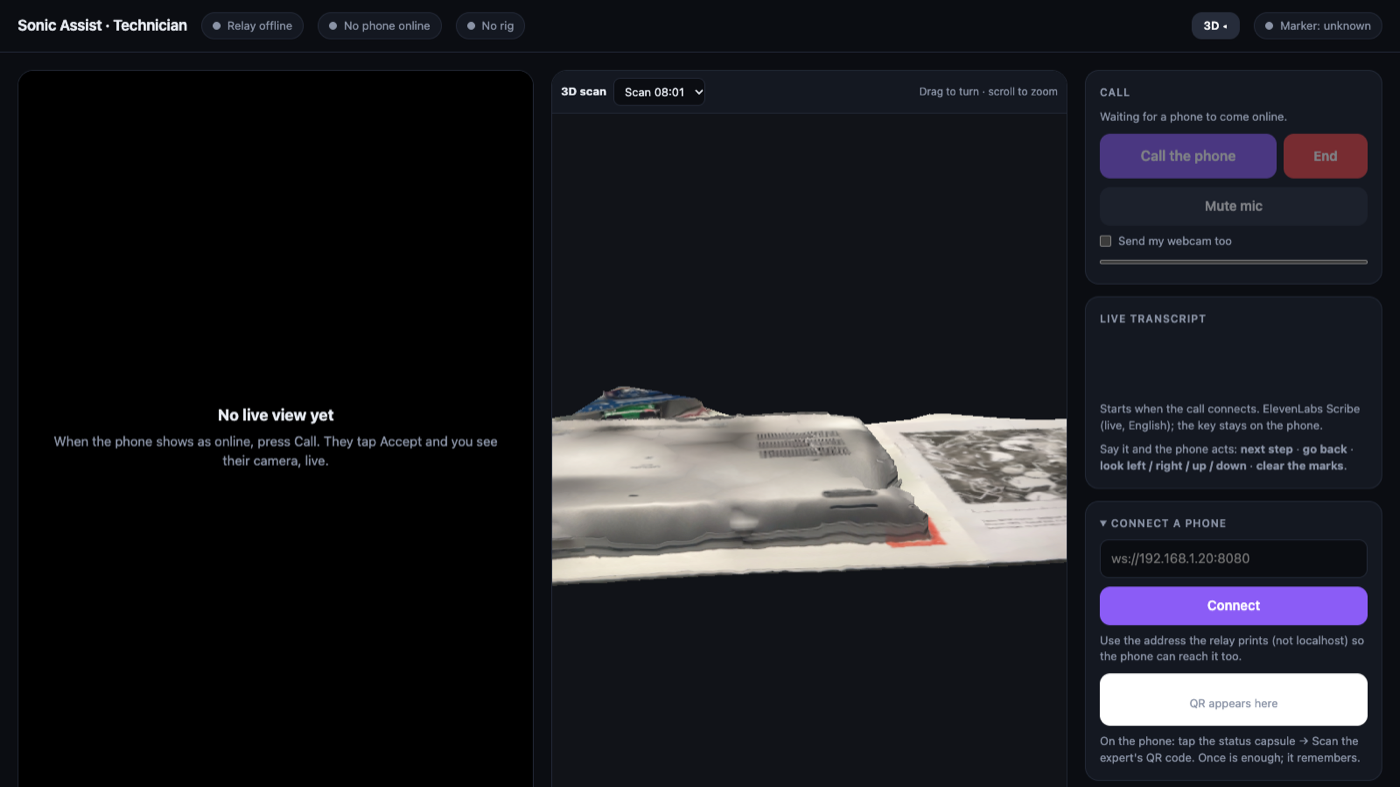 Sonic Assist · Technician
Relay offline
No phone online
No rig
3D
Marker: unknown
No live view yet
When the phone shows as online, press Call. They tap Accept and you see
their camera, live.
3D scan
Scan 08:01
Drag to turn · scroll to zoom
CALL
Waiting for a phone to come online.
Call the phone
End
Mute mic
Send my webcam too
LIVE TRANSCRIPT
Starts when the call connects. ElevenLabs Scribe
(live, English); the key stays on the phone.
Say it and the phone acts: next step · go back ·
look left / right / up / down · clear the marks.
CONNECT A PHONE
ws://192.168.1.20:8080
Connect
Use the address the relay prints (not localhost) so
the phone can reach it too.
QR appears here
On the phone: tap the status capsule → Scan the
expert's QR code. Once is enough; it remembers.